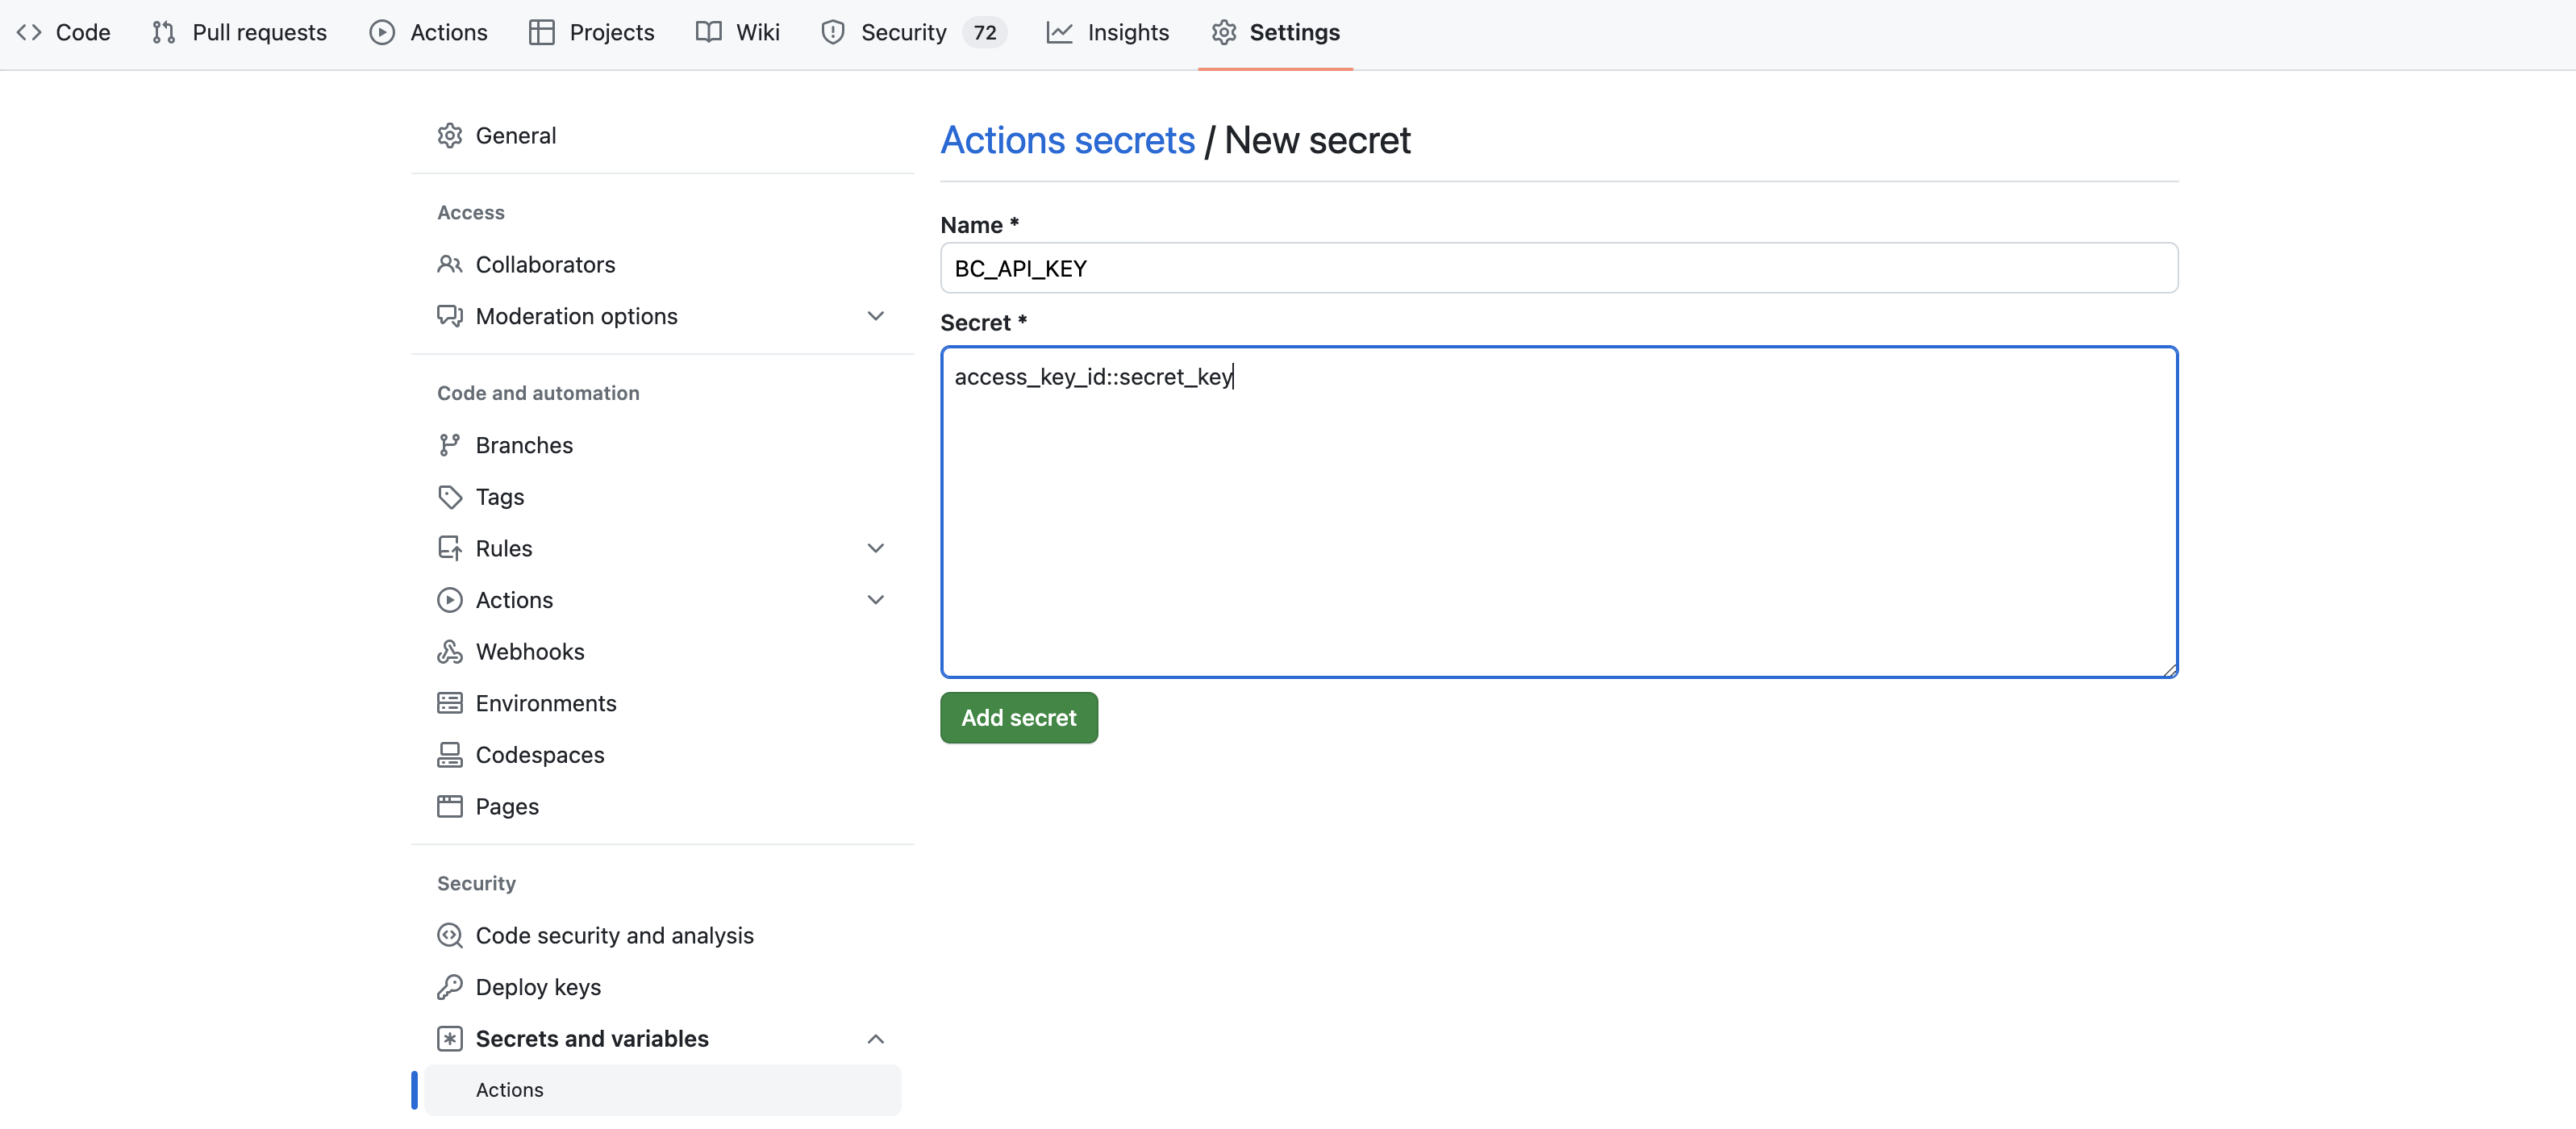 Code Pull requests Actions Projects Wiki Security 72 Insights Settings
General
Access
Collaborators
Moderation options
Code and automation
Branches
Tags
Rules
Actions
Webhooks
Environments
Codespaces
Pages
Security
Code security and analysis
Deploy keys
Secrets and variables
Actions
Actions secrets / New secret
Name *
BC_API_KEY
Secret *
access_key_id::secret_key
Add secret